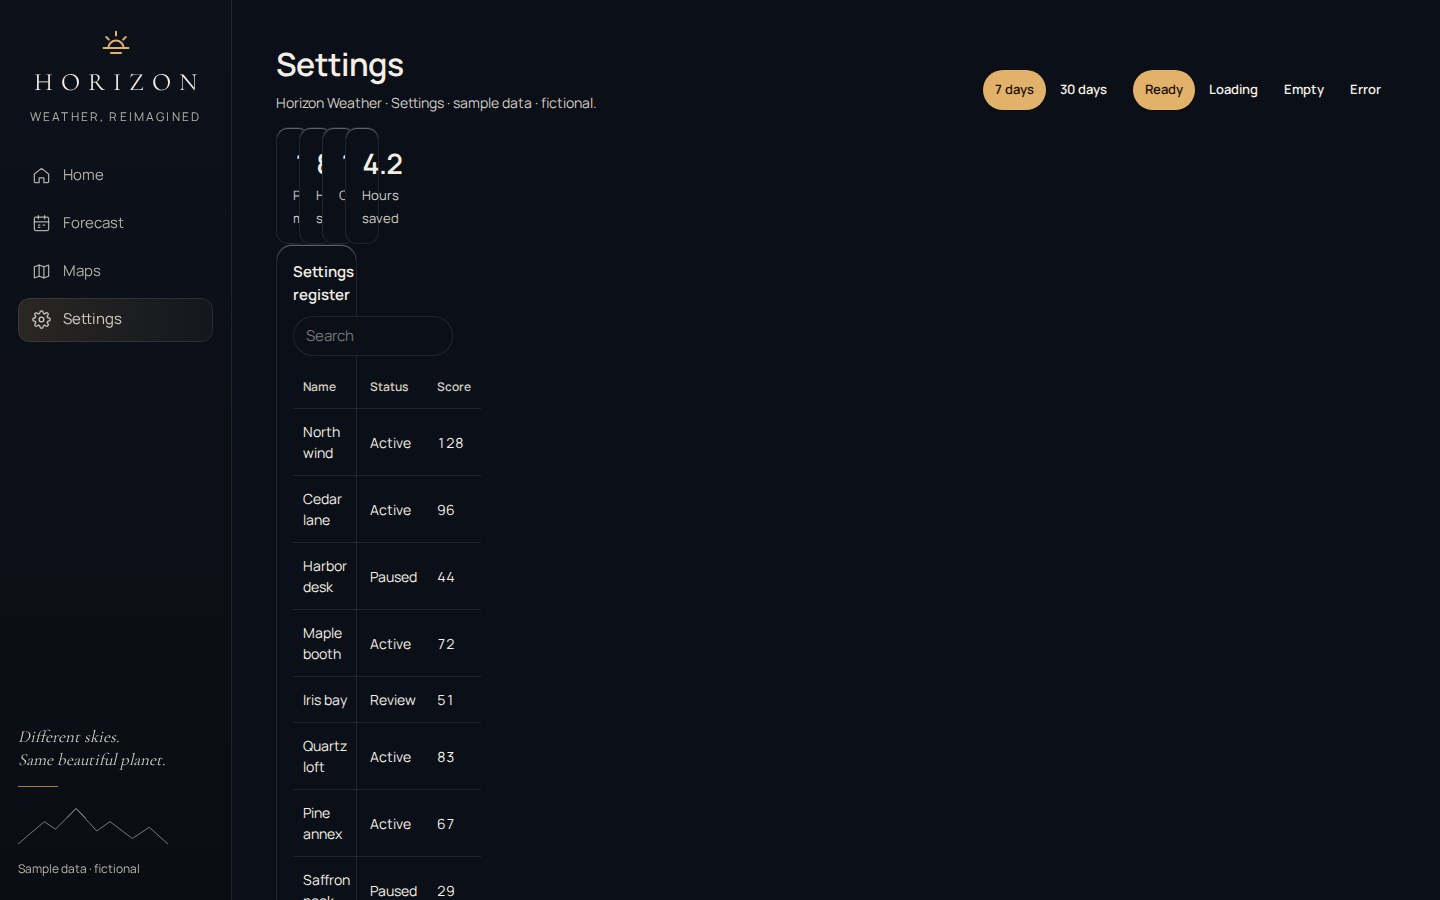 HORIZON
WEATHER, REIMAGINED
Home
Forecast
Maps
Settings
Different skies.
Same beautiful planet.
Sample data · fictional
Settings
Horizon Weather · Settings · sample data · fictional.
7 days
30 days
Ready
Loading
Empty
Error
4.2
Hours
saved
Settings
register
Search
Name Status Score
North
wind
Active 128
Cedar
lane
Active 96
Harbor
desk
Paused 44
Maple
booth
Active 72
Iris bay Review 51
Quartz
loft
Active 83
Pine
annex
Active 67
Saffron
Paused 29